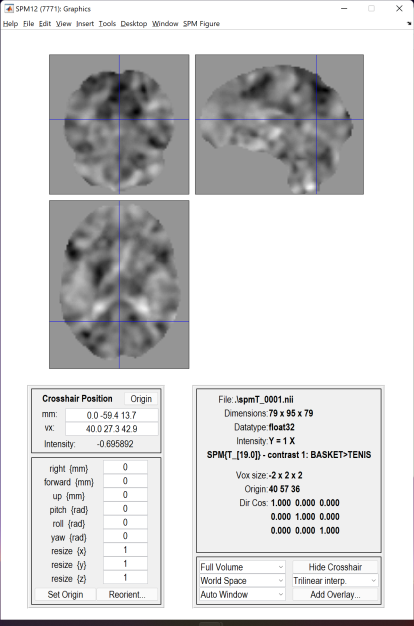 SPM12 (7771): Graphics
File Edit View Insert Tools Desktop Window SPM Figure
Crosshair Position Origin
mm: 0.0 -59.4 13.7
vx: 40.0 27.3 42.9
Intensity: -0.695892
right {mm} 0
forward {mm} 0
up {mm} 0
pitch {rad} 0
roll {rad} 0
yaw {rad} 0
resize {x} 1
resize {y} 1
resize {z} 1
Set Origin Reorient...
File: .\spmT_0001.nii
Dimensions: 79 x 95 x 79
Datatype: float32
Intensity: Y = 1 X
SPM{T_[19.0]} - contrast 1: BASKET>TENIS
Vox size: -2 x 2 x 2
Origin: 40 57 36
Dir Cos: 1.000 0.000 0.000
0.000 1.000 0.000
0.000 0.000 1.000
Full Volume Hide Crosshair
World Space Trilinear interp.
Auto Window Add Overlay...